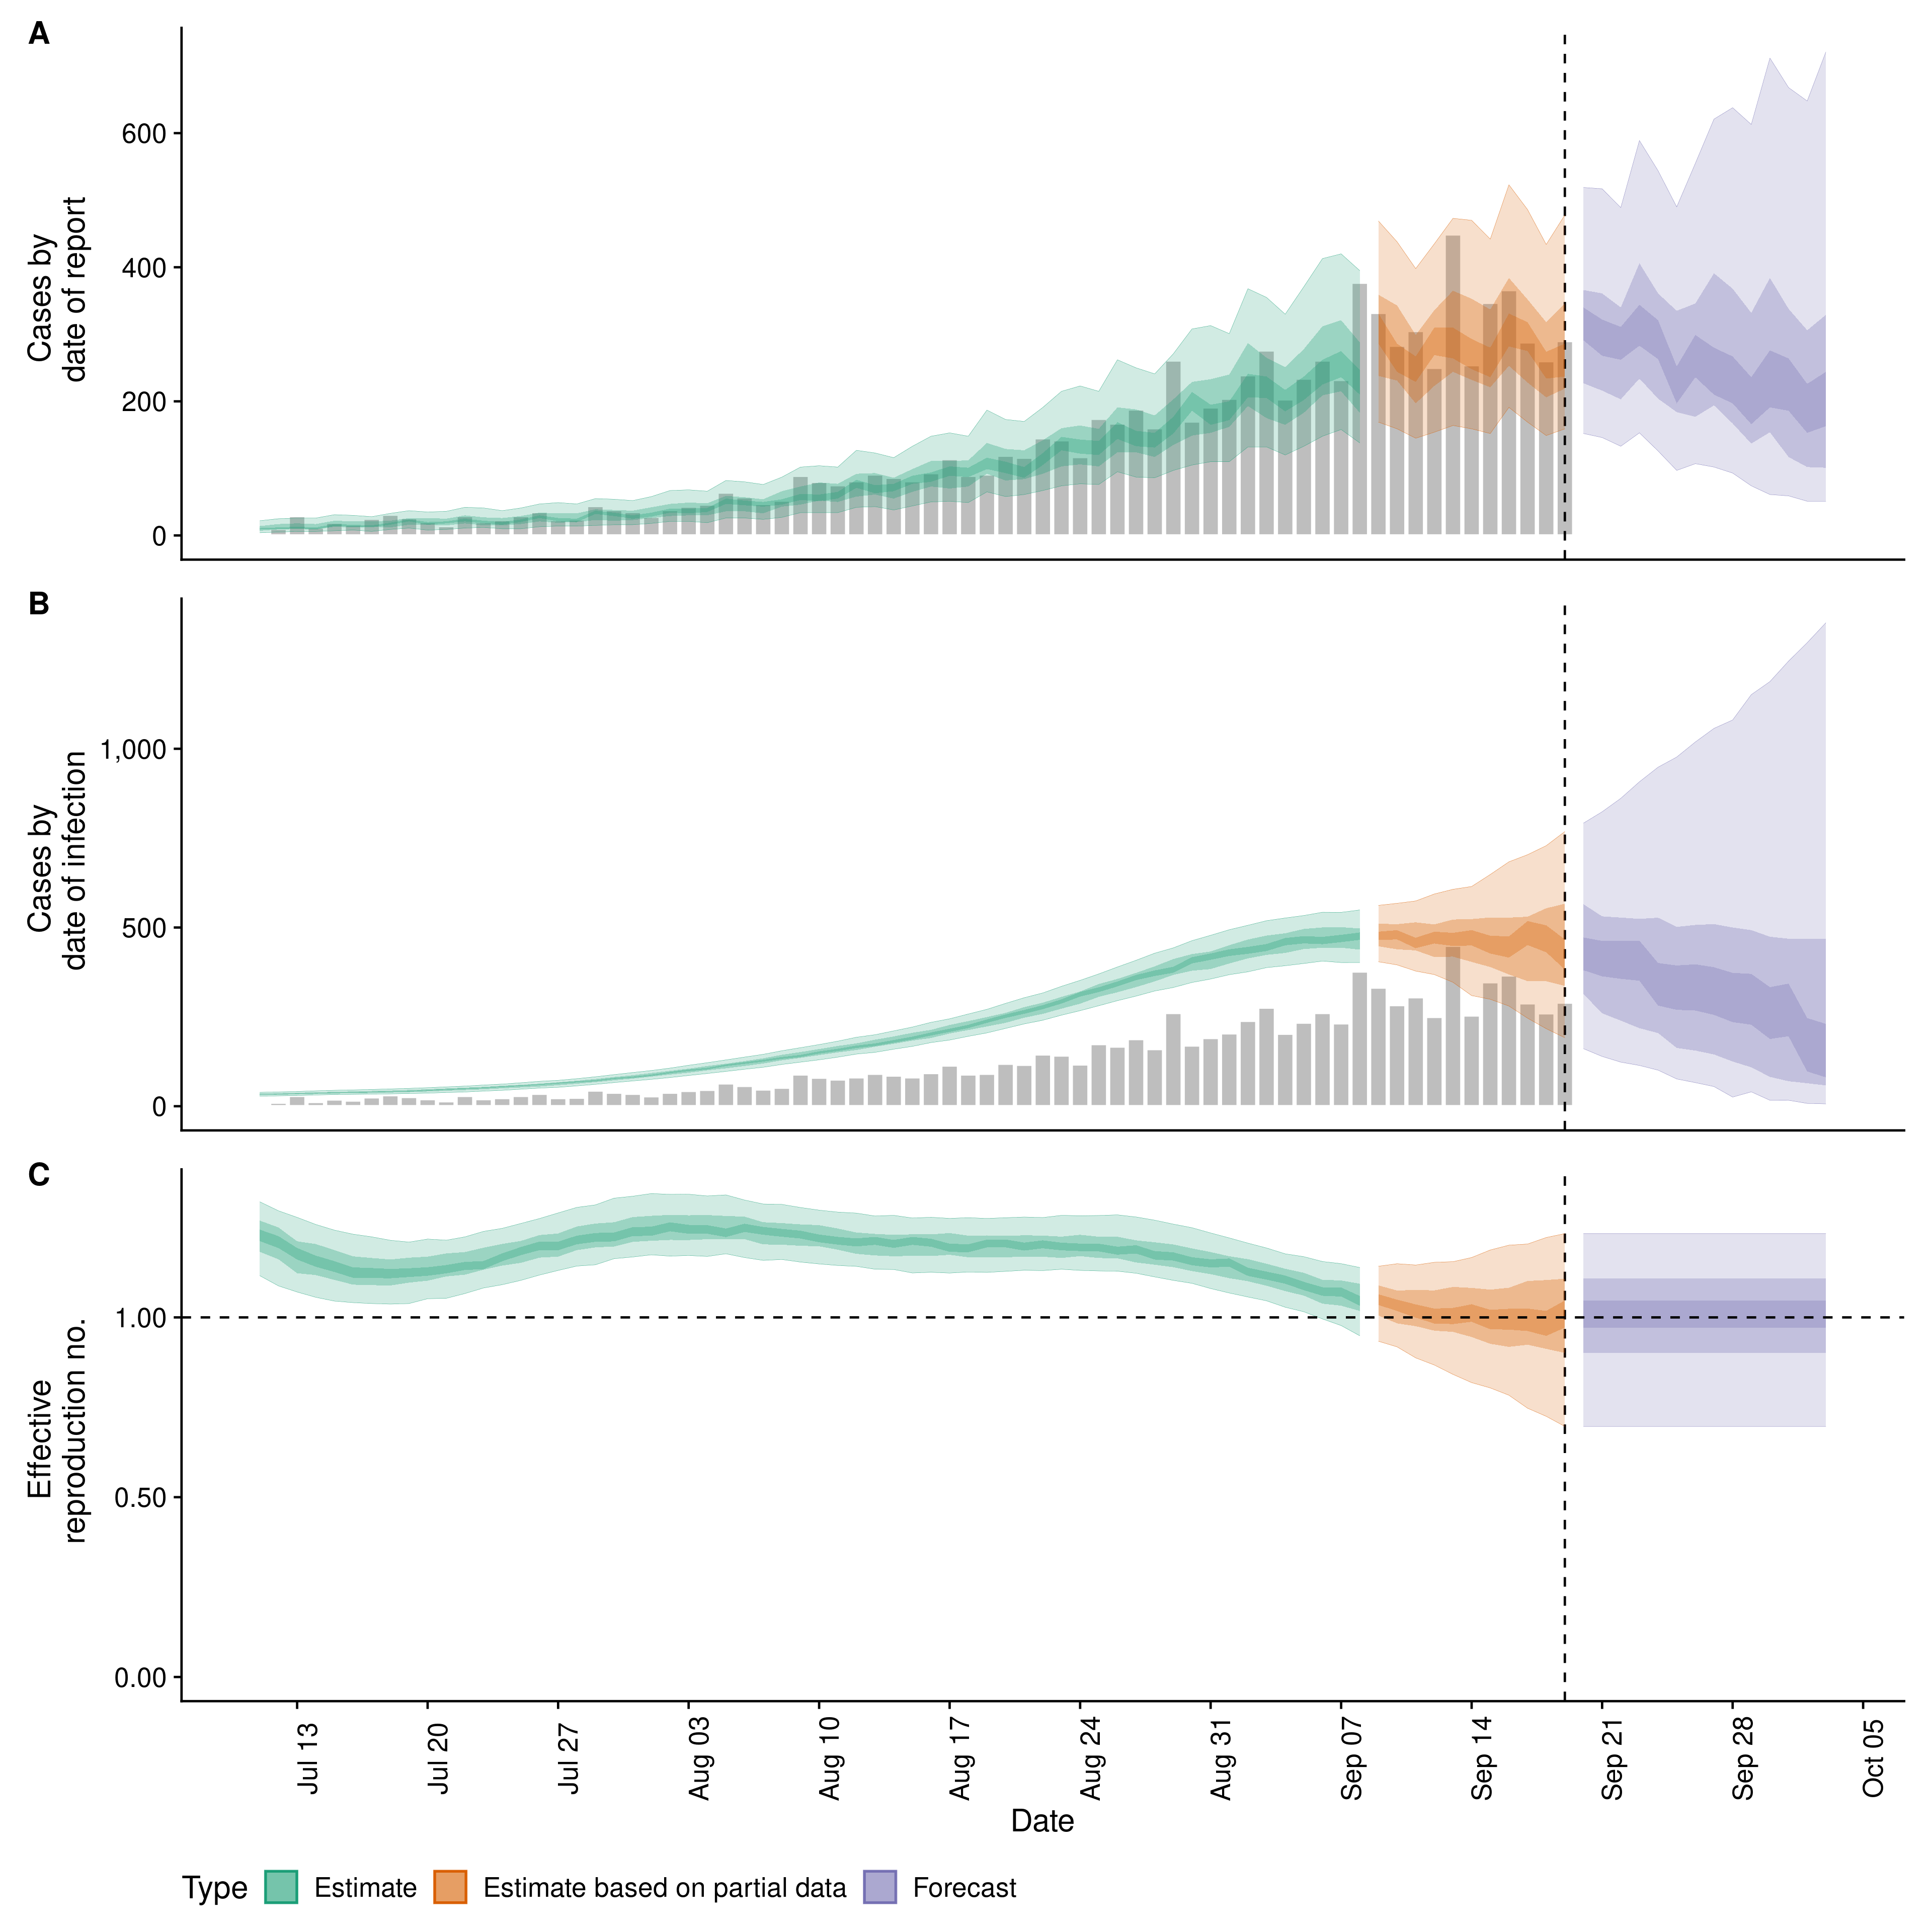 A
Cases by
date of report
600
400
200
0
B
Cases by
date of infection
1,000
500
0
C
Effective
reproduction no.
1.00
0.50
0.00
Jul 13
Jul 20
Jul 27
Aug 03
Aug 10
Aug 17
Aug 24
Aug 31
Sep 07
Sep 14
Sep 21
Sep 28
Oct 05
Date
Type Estimate Estimate based on partial data Forecast